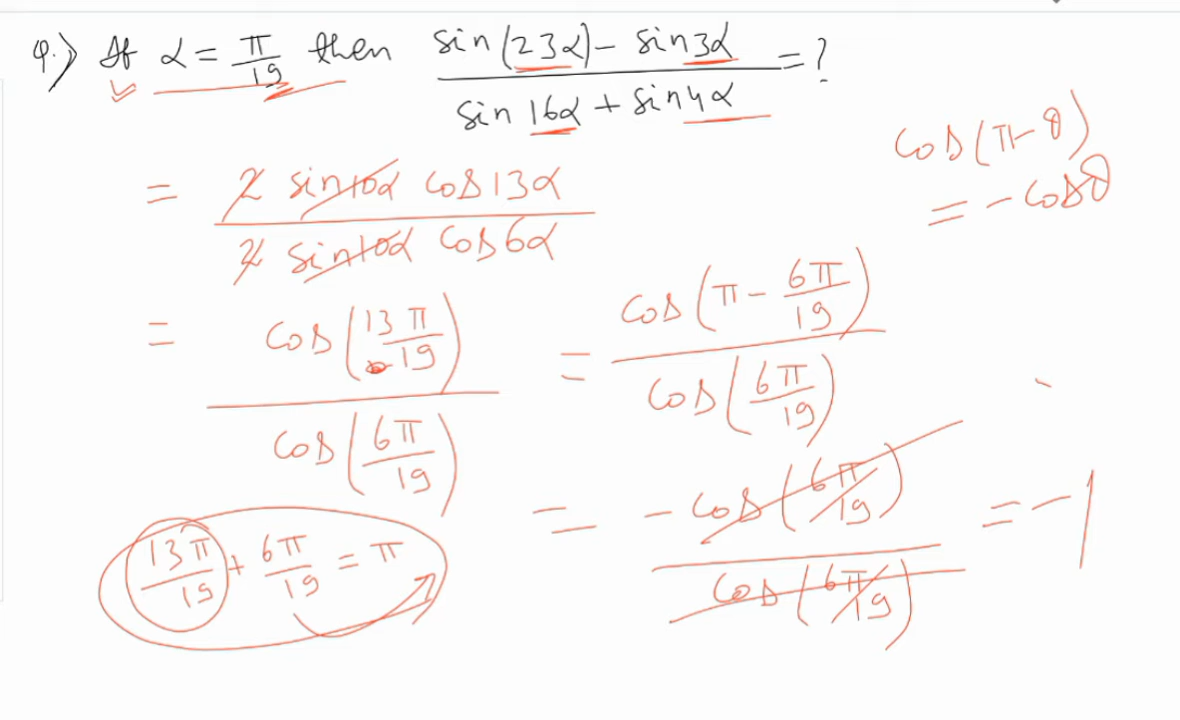 Q.) If α = π/19 then (sin(23α) - sin3α)/(sin 16α + sin4α) = ?
= (2 sin10α cos13α)/(2 sin10α cos6α)
cos(π-θ)
= -cosθ
= cos(13π/19)/cos(6π/19) = cos(π - 6π/19)/cos(6π/19)
= -cos(6π/19)/cos(6π/19) = -1
13π/19 + 6π/19 = π